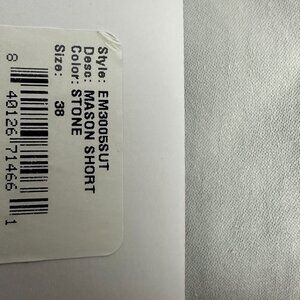 Style: EM3005SUT
Desc: MASON SHORT
Color: STONE
Size: 38
8 40126 71466 1